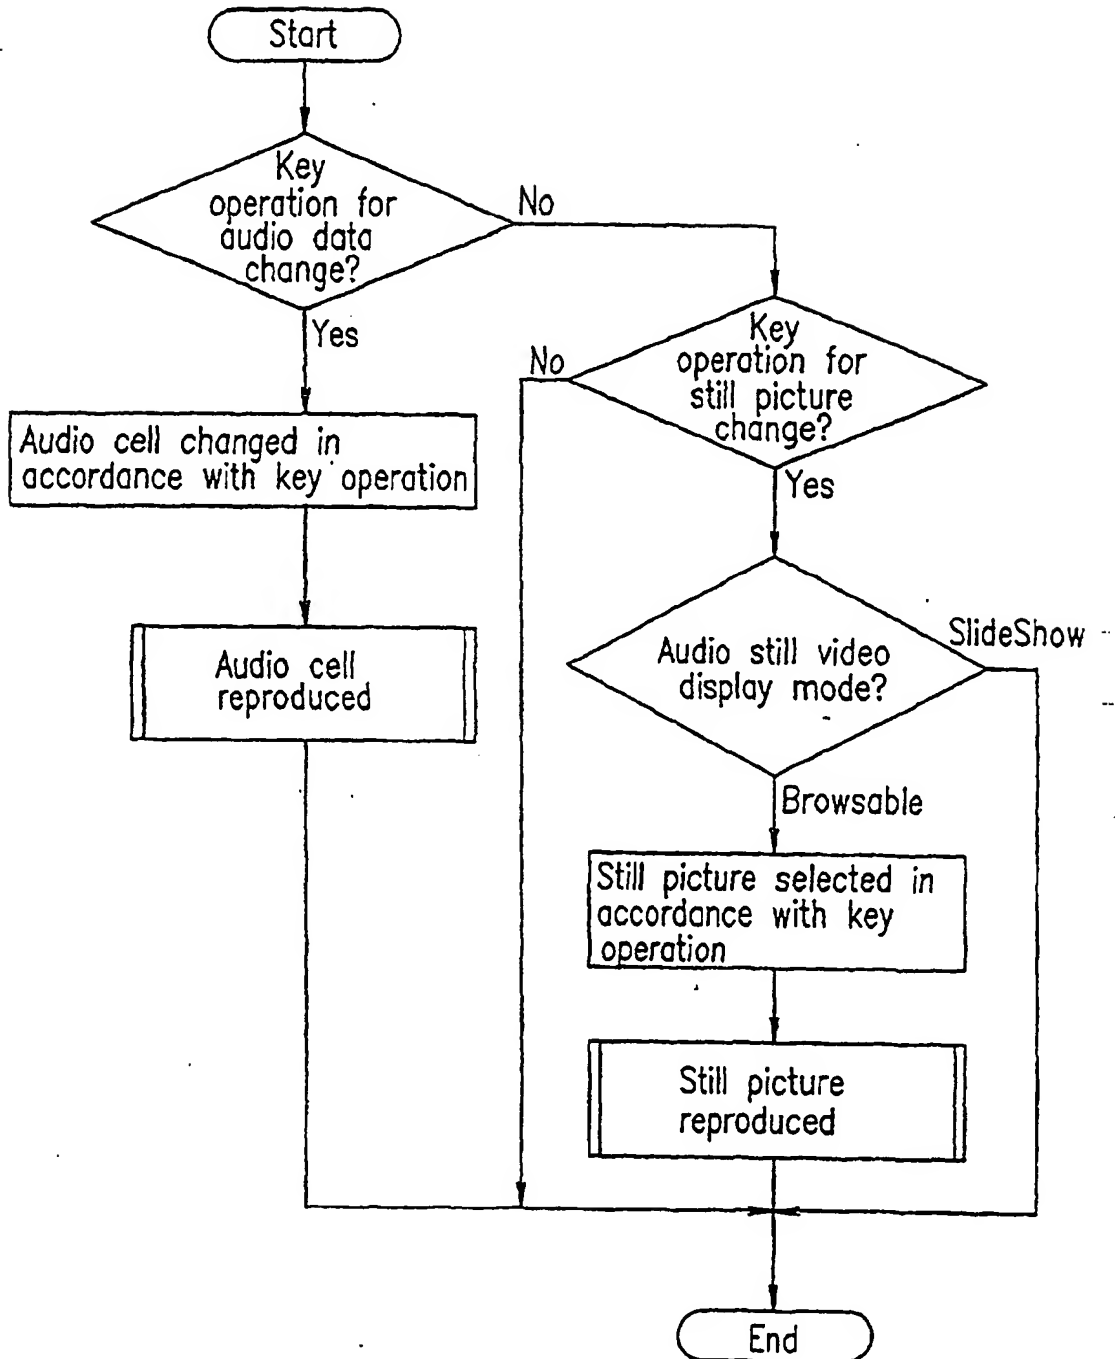 Start
Key
operation for
audio data
change?
No
Yes
Key
operation for
still picture
change?
No
Yes
Audio cell changed in
accordance with key operation
Audio cell
reproduced
Audio still video
display mode?
SlideShow
Browsable
Still picture selected in
accordance with key
operation
Still picture
reproduced
End